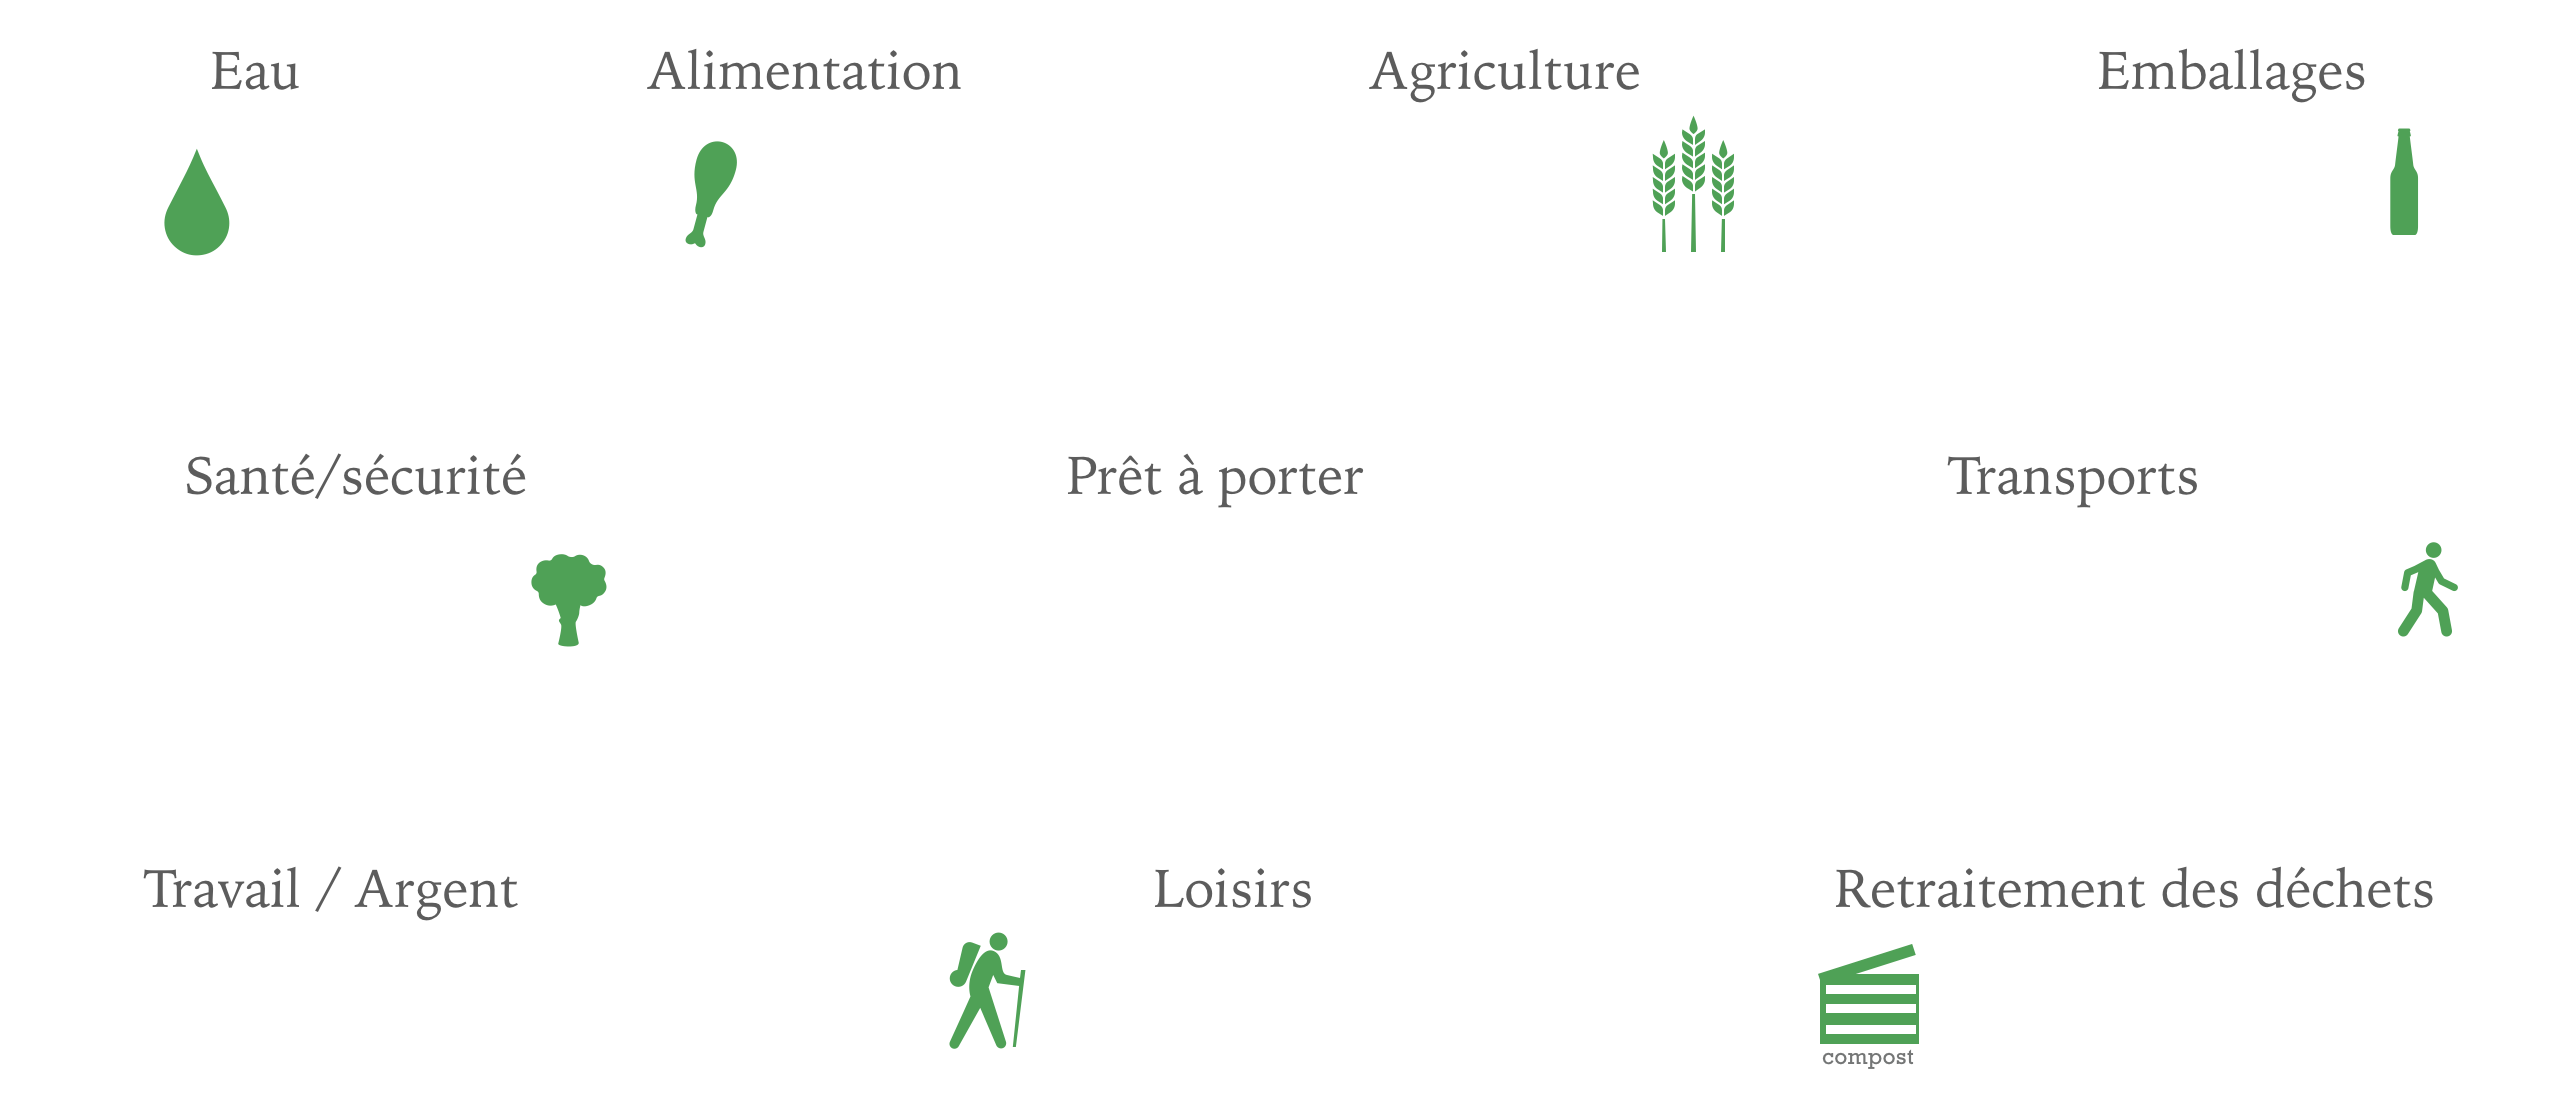 Eau
Alimentation
Agriculture
Emballages
Santé/sécurité
Prêt à porter
Transports
Travail / Argent
Loisirs
Retraitement des déchets
compost